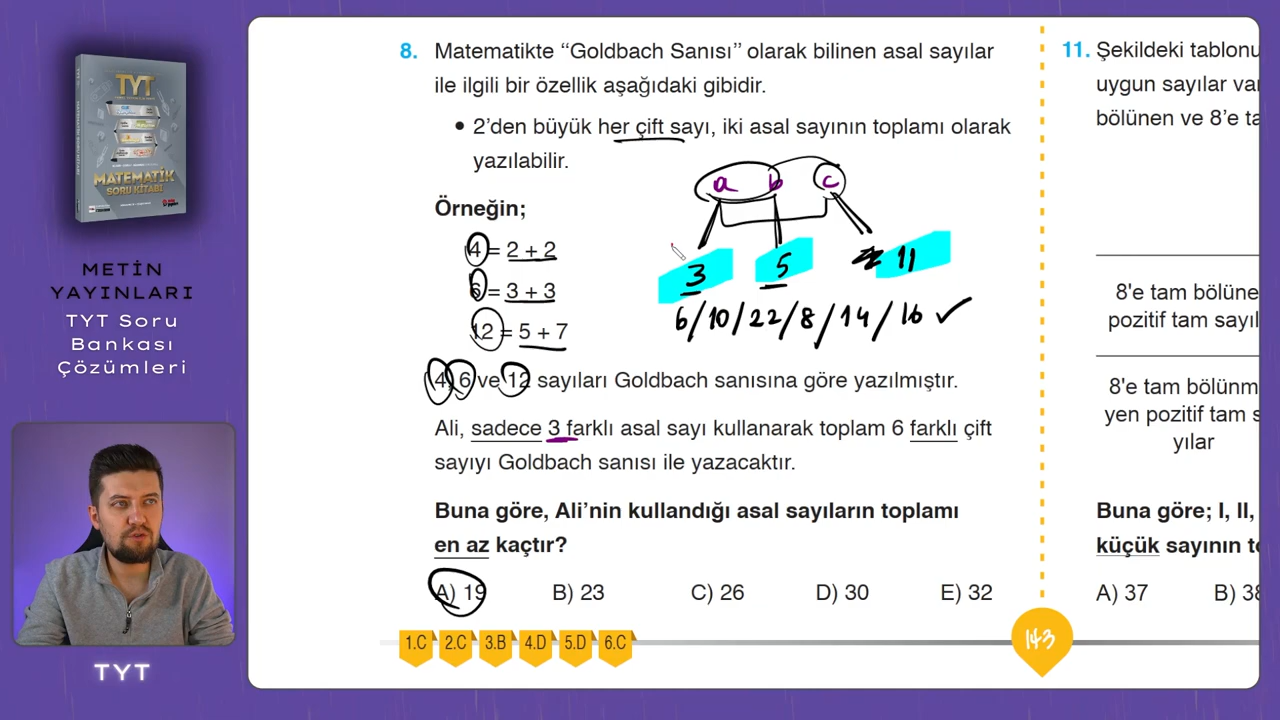 TYT
MATEMATİK
SORU KİTABI
METİN
YAYINLARI
TYT Soru
Bankası
Çözümleri
TYT
8. Matematikte “Goldbach Sanısı” olarak bilinen asal sayılar
ile ilgili bir özellik aşağıdaki gibidir.
• 2’den büyük her çift sayı, iki asal sayının toplamı olarak
yazılabilir.
a b c
Örneğin;
4 = 2 + 2
6 = 3 + 3
12 = 5 + 7
3 5 11
6/10/22/8/14/16 ✓
4, 6 ve 12 sayıları Goldbach sanısına göre yazılmıştır.
Ali, sadece 3 farklı asal sayı kullanarak toplam 6 farklı çift
sayıyı Goldbach sanısı ile yazacaktır.
Buna göre, Ali’nin kullandığı asal sayıların toplamı
en az kaçtır?
A) 19 B) 23 C) 26 D) 30 E) 32
1.C 2.C 3.B 4.D 5.D 6.C
143
11. Şekildeki tablonu
uygun sayılar var
bölünen ve 8’e ta
8'e tam bölüne
pozitif tam sayıl
8'e tam bölünm
yen pozitif tam s
yılar
Buna göre; I, II,
küçük sayının to
A) 37 B) 38